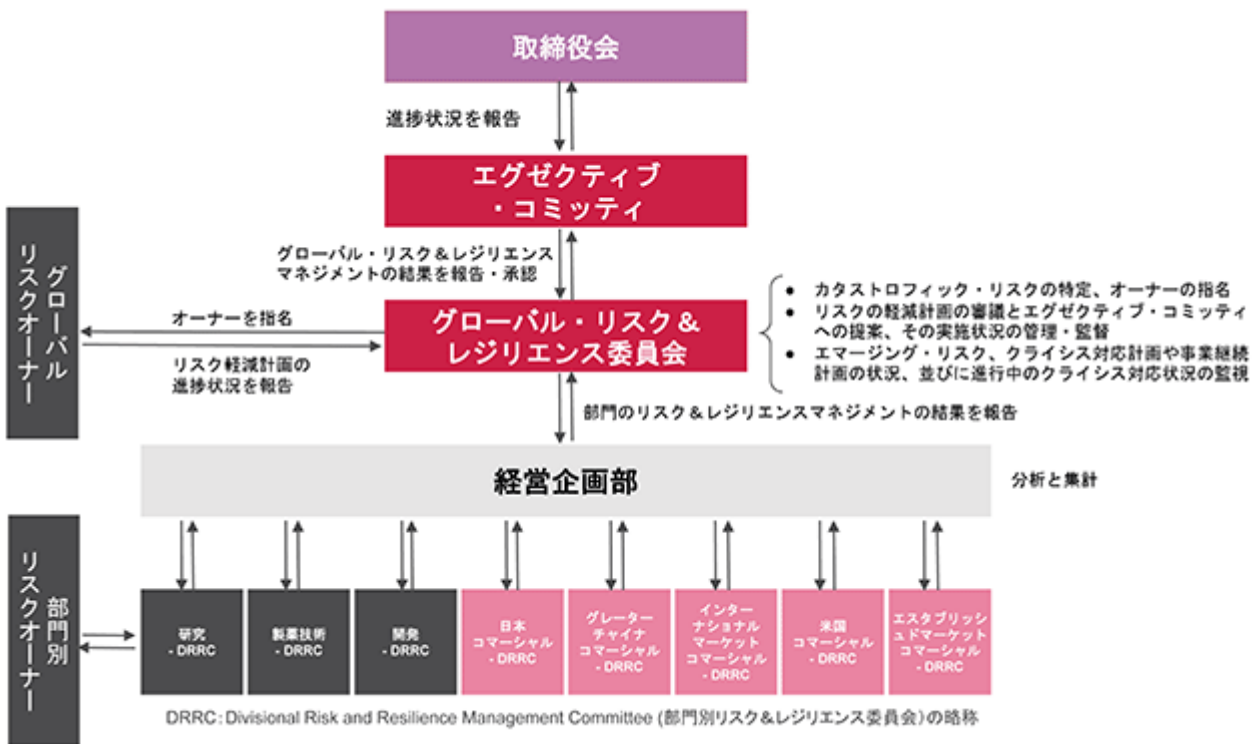 取締役会
進捗状況を報告
エグゼクティブ
・コミッティ
グローバル・リスク＆レジリエンス
マネジメントの結果を報告・承認
グローバル
リスクオーナー
オーナーを指名
リスク軽減計画の
進捗状況を報告
グローバル・リスク＆
レジリエンス委員会
● カタストロフィック・リスクの特定、オーナーの指名
● リスクの軽減計画の審議とエグゼクティブ・コミッティ
への提案、その実施状況の管理・監督
● エマージング・リスク、クライシス対応計画や事業継続
計画の状況、並びに進行中のクライシス対応状況の監視
部門のリスク＆レジリエンスマネジメントの結果を報告
経営企画部
分析と集計
部門別
リスクオーナー
研究
- DRRC
製薬技術
- DRRC
開発
- DRRC
日本
コマーシャル
- DRRC
グレーター
チャイナ
コマーシャル
- DRRC
インター
ナショナル
マーケット
コマーシャル
- DRRC
米国
コマーシャル
- DRRC
エスタブリッシ
ュドマーケット
コマーシャル
- DRRC
DRRC：Divisional Risk and Resilience Management Committee (部門別リスク＆レジリエンス委員会)の略称